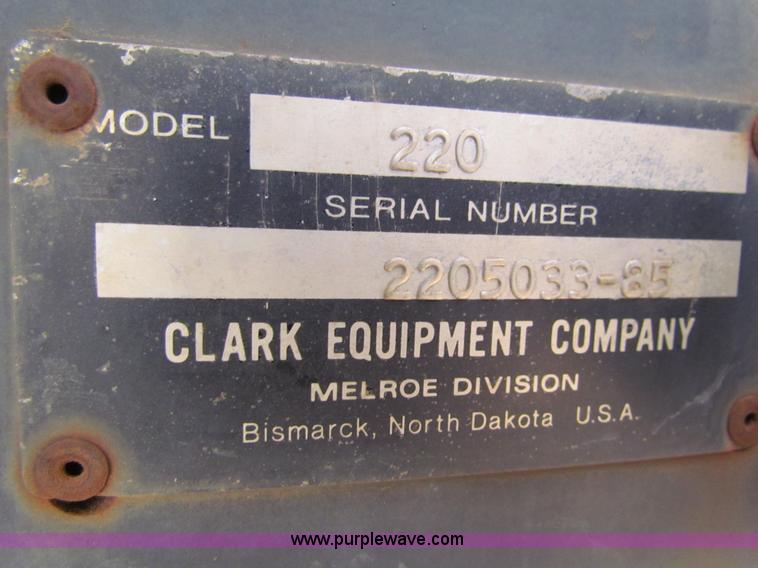 MODEL 220
SERIAL NUMBER
2205033-85
CLARK EQUIPMENT COMPANY
MELROE DIVISION
Bismarck, North Dakota U.S.A.
www.purplewave.com